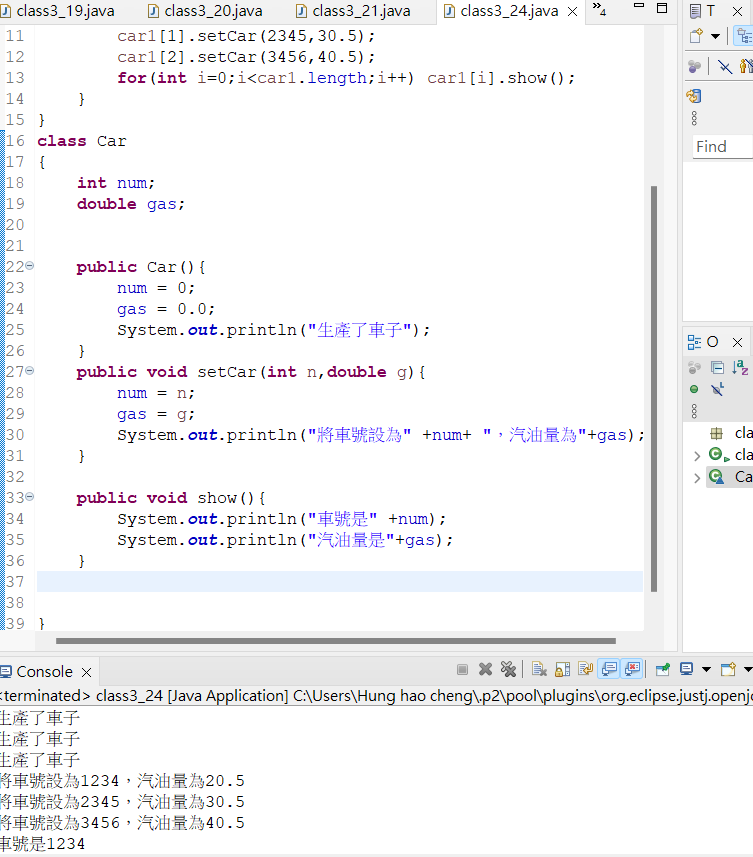 class3_19.java class3_20.java class3_21.java class3_24.java 4 T
11 car1[1].setCar(2345,30.5);
12 car1[2].setCar(3456,40.5);
13 for(int i=0;i<car1.length;i++) car1[i].show();
14 }
15 }
16 class Car
17 {
18 int num;
19 double gas;
20
21
22 public Car(){
23 num = 0;
24 gas = 0.0;
25 System.out.println("生產了車子");
26 }
27 public void setCar(int n,double g){
28 num = n;
29 gas = g;
30 System.out.println("將車號設為" +num+ "，汽油量為"+gas);
31 }
32
33 public void show(){
34 System.out.println("車號是" +num);
35 System.out.println("汽油量是"+gas);
36 }
37
38
39 }
Find
O
cla
cla
Ca
Console
<terminated> class3_24 [Java Application] C:\Users\Hung hao cheng\.p2\pool\plugins\org.eclipse.justj.openjd
生產了車子
生產了車子
生產了車子
將車號設為1234，汽油量為20.5
將車號設為2345，汽油量為30.5
將車號設為3456，汽油量為40.5
車號是1234